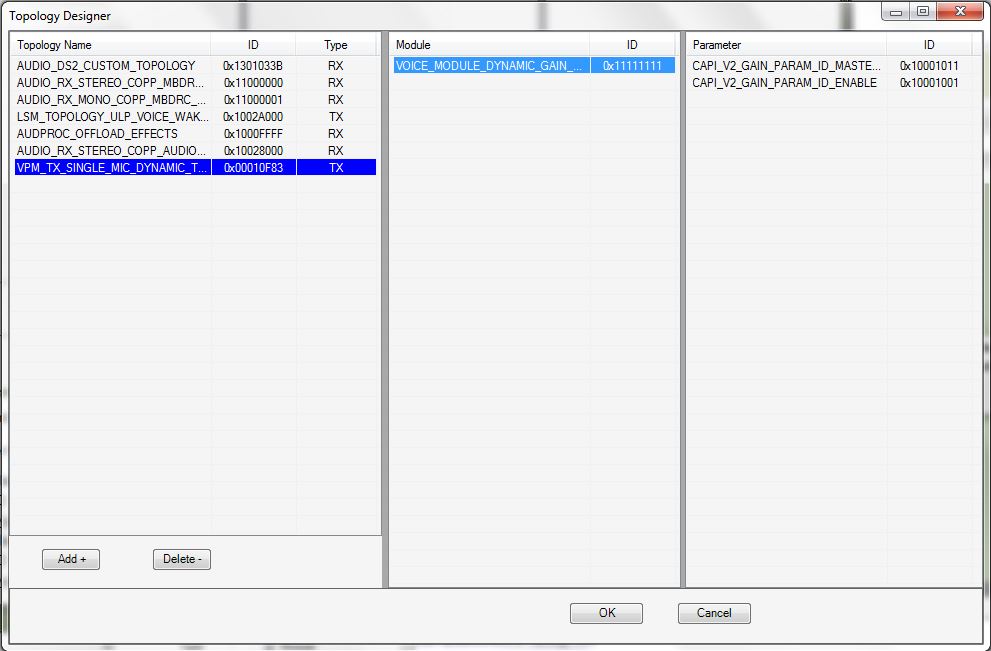 Topology Designer
Topology Name ID Type
AUDIO_DS2_CUSTOM_TOPOLOGY 0x1301033B RX
AUDIO_RX_STEREO_COPP_MBDR... 0x11000000 RX
AUDIO_RX_MONO_COPP_MBDRC_... 0x11000001 RX
LSM_TOPOLOGY_ULP_VOICE_WAK... 0x1002A000 TX
AUDPROC_OFFLOAD_EFFECTS 0x1000FFFF RX
AUDIO_RX_STEREO_COPP_AUDIO... 0x10028000 RX
VPM_TX_SINGLE_MIC_DYNAMIC_T... 0x00010F83 TX
Add +
Delete -
Module ID
VOICE_MODULE_DYNAMIC_GAIN_... 0x11111111
Parameter ID
CAPI_V2_GAIN_PARAM_ID_MASTE... 0x10001011
CAPI_V2_GAIN_PARAM_ID_ENABLE 0x10001001
OK
Cancel